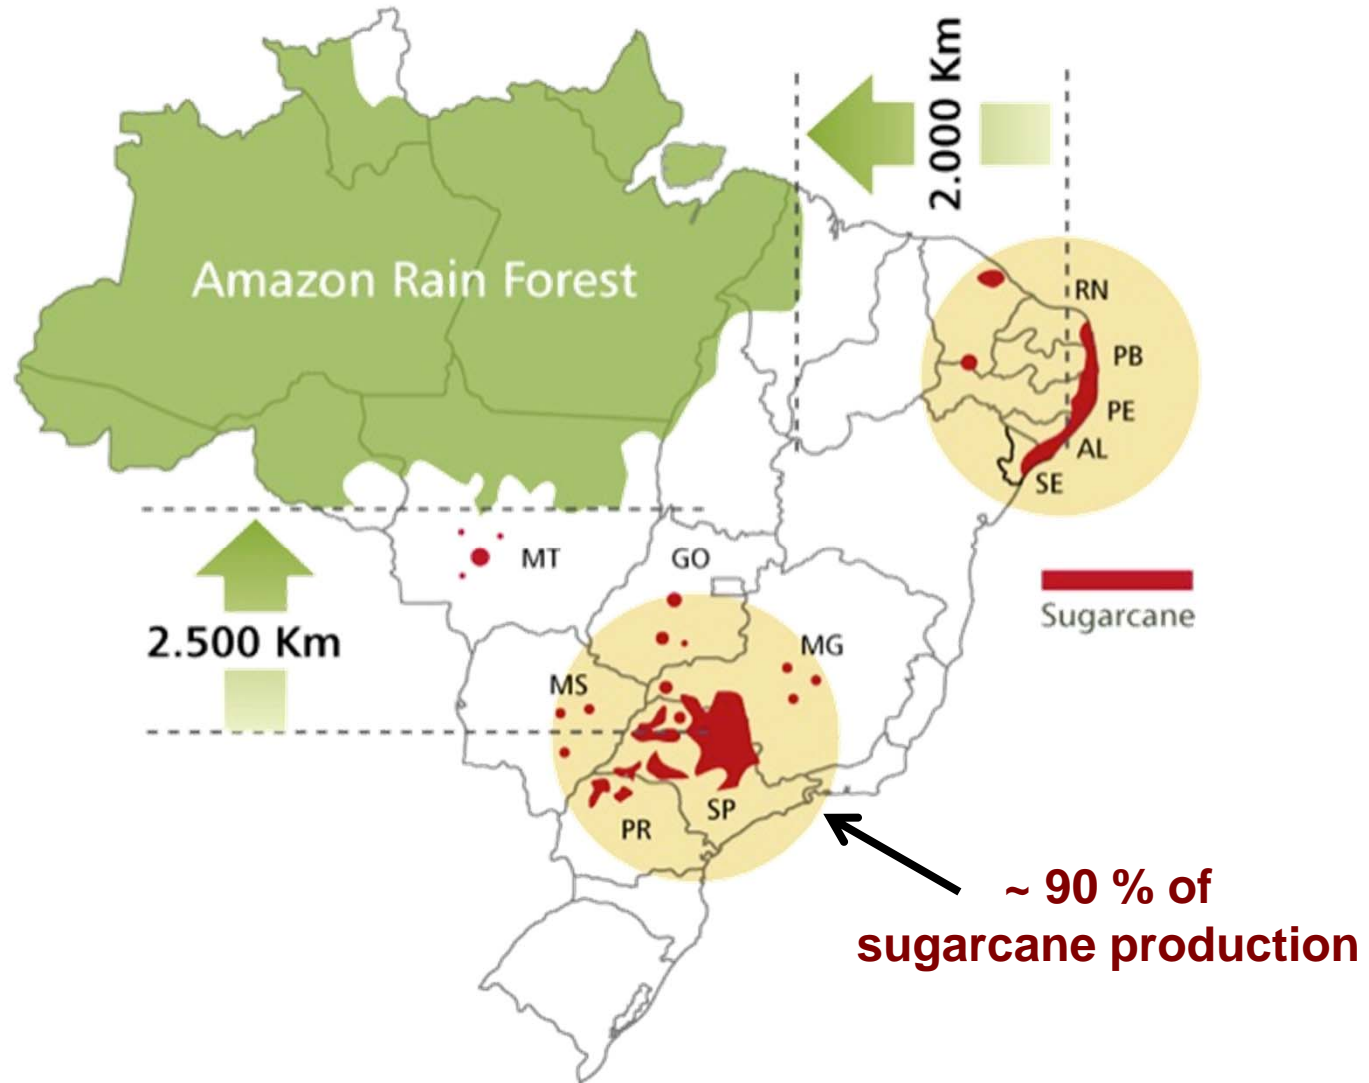 2.000 Km
Amazon Rain Forest
RN
PB
PE
AL
SE
MT
GO
Sugarcane
2.500 Km
MG
MS
SP
PR
~ 90 % of
sugarcane production